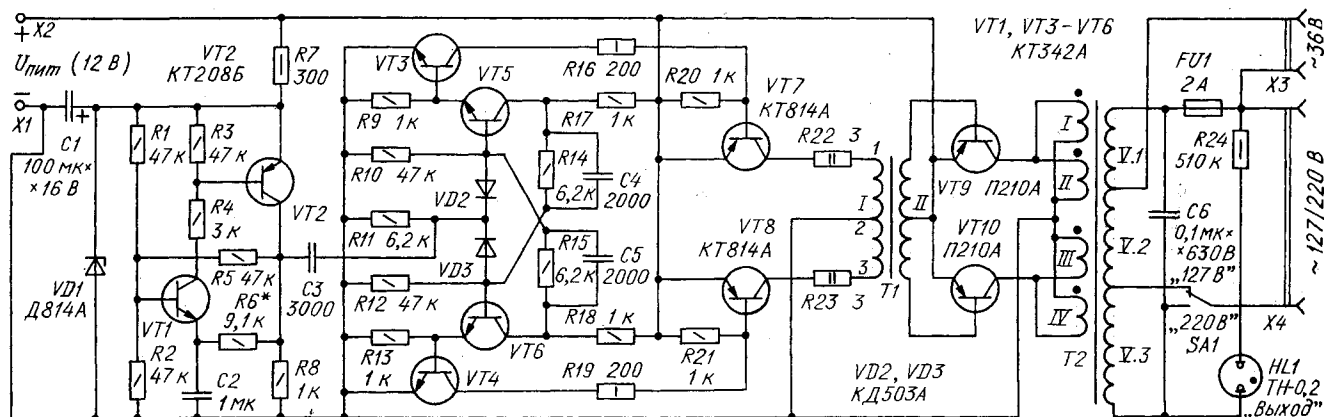 + X2
Uпит (12 В)
–
X1
C1
100 мк×
×16 В
VD1
Д814А
R1
47 к
R2
47 к
R3
47 к
R4
3 к
R5 47 к
R6*
9,1 к
VT1
C2
1 мк
VT2
КТ208Б
R7
300
VT2
R8
1 к
C3
3000
VT3
R9
1 к
R10
47 к
R11
6,2 к
R12
47 к
R13
1 к
VT4
VT5
VD2
VD3
VT6
R16 200
R17
1 к
R14
6,2 к
C4
2000
R15
6,2 к
C5
2000
R18
1 к
R19 200
R20 1 к
VT7
КТ814А
R22 3
VT8
КТ814А
R23 3
R21
1 к
1
I
2
3
II
T1
VD2, VD3
КД503А
VT9 П210А
VT10
П210А
VT1, VT3–VT6
КТ342А
I
II
III
IV
T2
V.1
V.2
V.3
FU1
2 А
C6
0,1 мк×
×630 В
„127 В"
„220 В"
SA1
R24
510 к
X3
X4
~36В
~127/220 В
HL1
ТН-0,2
„Выход"